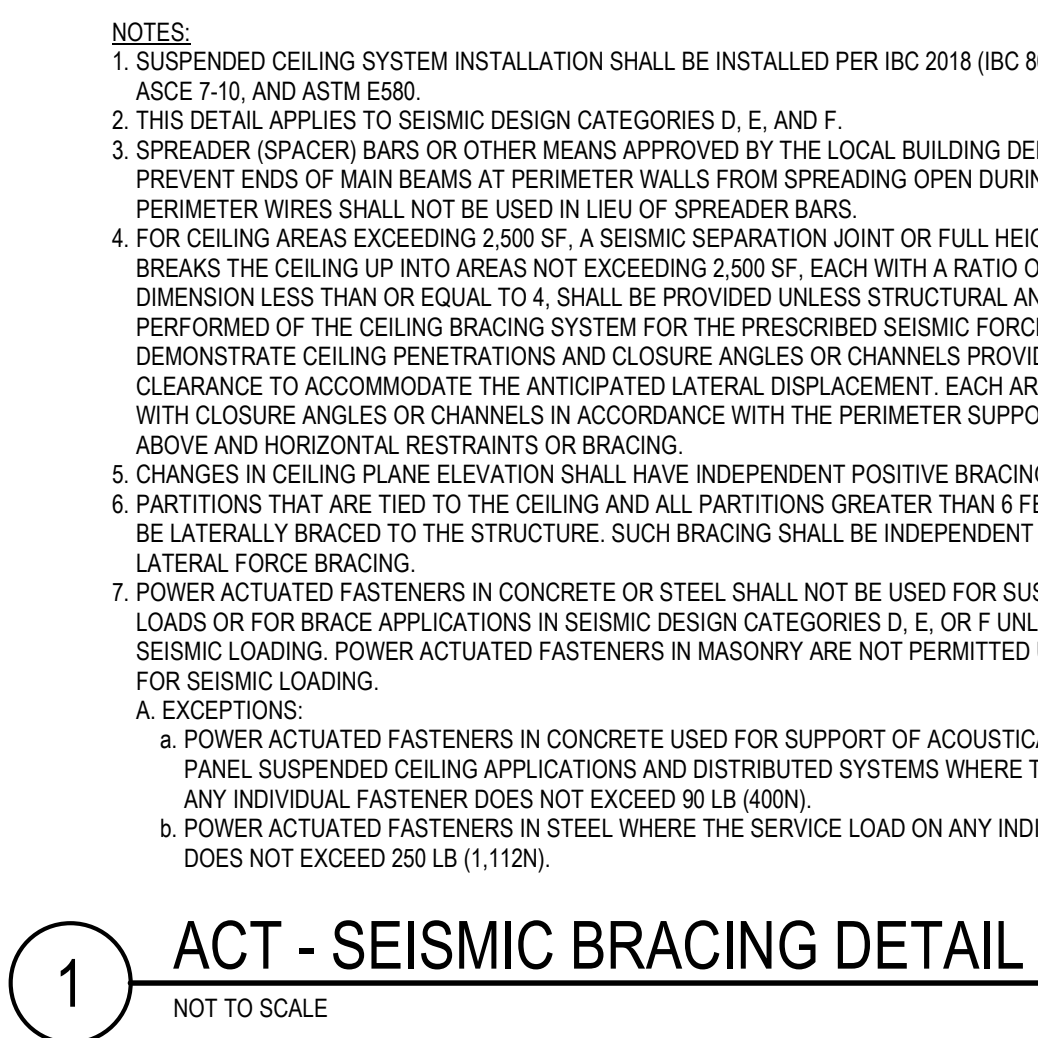 NOTES:
1. SUSPENDED CEILING SYSTEM INSTALLATION SHALL BE INSTALLED PER IBC 2018 (IBC
ASCE 7-10, AND ASTM E580.
2. THIS DETAIL APPLIES TO SEISMIC DESIGN CATEGORIES D, E, AND F.
3. SPREADER (SPACER) BARS OR OTHER MEANS APPROVED BY THE LOCAL BUILDING
PREVENT ENDS OF MAIN BEAMS AT PERIMETER WALLS FROM SPREADING OPEN
PERIMETER WIRES SHALL NOT BE USED IN LIEU OF SPREADER BARS.
4. FOR CEILING AREAS EXCEEDING 2,500 SF, A SEISMIC SEPARATION JOINT OR FULL
BREAKS THE CEILING UP INTO AREAS NOT EXCEEDING 2,500 SF, EACH WITH A RATIO
DIMENSION LESS THAN OR EQUAL TO 4, SHALL BE PROVIDED UNLESS STRUCTURAL
PERFORMED OF THE CEILING BRACING SYSTEM FOR THE PRESCRIBED SEISMIC
DEMONSTRATE CEILING PENETRATIONS AND CLOSURE ANGLES OR CHANNELS
CLEARANCE TO ACCOMMODATE THE ANTICIPATED LATERAL DISPLACEMENT. EACH
WITH CLOSURE ANGLES OR CHANNELS IN ACCORDANCE WITH THE PERIMETER
ABOVE AND HORIZONTAL RESTRAINTS OR BRACING.
5. CHANGES IN CEILING PLANE ELEVATION SHALL HAVE INDEPENDENT POSITIVE
6. PARTITIONS THAT ARE TIED TO THE CEILING AND ALL PARTITIONS GREATER THAN 6
BE LATERALLY BRACED TO THE STRUCTURE. SUCH BRACING SHALL BE INDEPENDENT
LATERAL FORCE BRACING.
7. POWER ACTUATED FASTENERS IN CONCRETE OR STEEL SHALL NOT BE USED FOR
LOADS OR FOR BRACE APPLICATIONS IN SEISMIC DESIGN CATEGORIES D, E, OR F
SEISMIC LOADING. POWER ACTUATED FASTENERS IN MASONRY ARE NOT PERMITTED
FOR SEISMIC LOADING.
A. EXCEPTIONS:
a. POWER ACTUATED FASTENERS IN CONCRETE USED FOR SUPPORT OF
PANEL SUSPENDED CEILING APPLICATIONS AND DISTRIBUTED SYSTEMS WHERE
ANY INDIVIDUAL FASTENER DOES NOT EXCEED 90 LB (400N).
b. POWER ACTUATED FASTENERS IN STEEL WHERE THE SERVICE LOAD ON ANY
DOES NOT EXCEED 250 LB (1,112N).
1
ACT - SEISMIC BRACING DETAIL
NOT TO SCALE